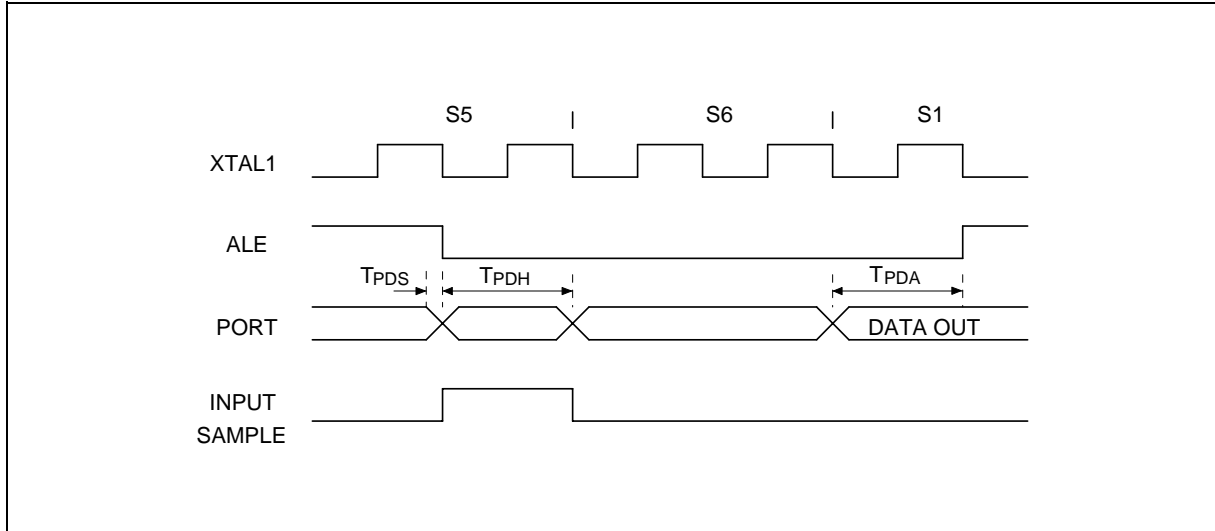 S5 S6 S1
XTAL1
ALE
TPDS TPDH TPDA
PORT DATA OUT
INPUT
SAMPLE